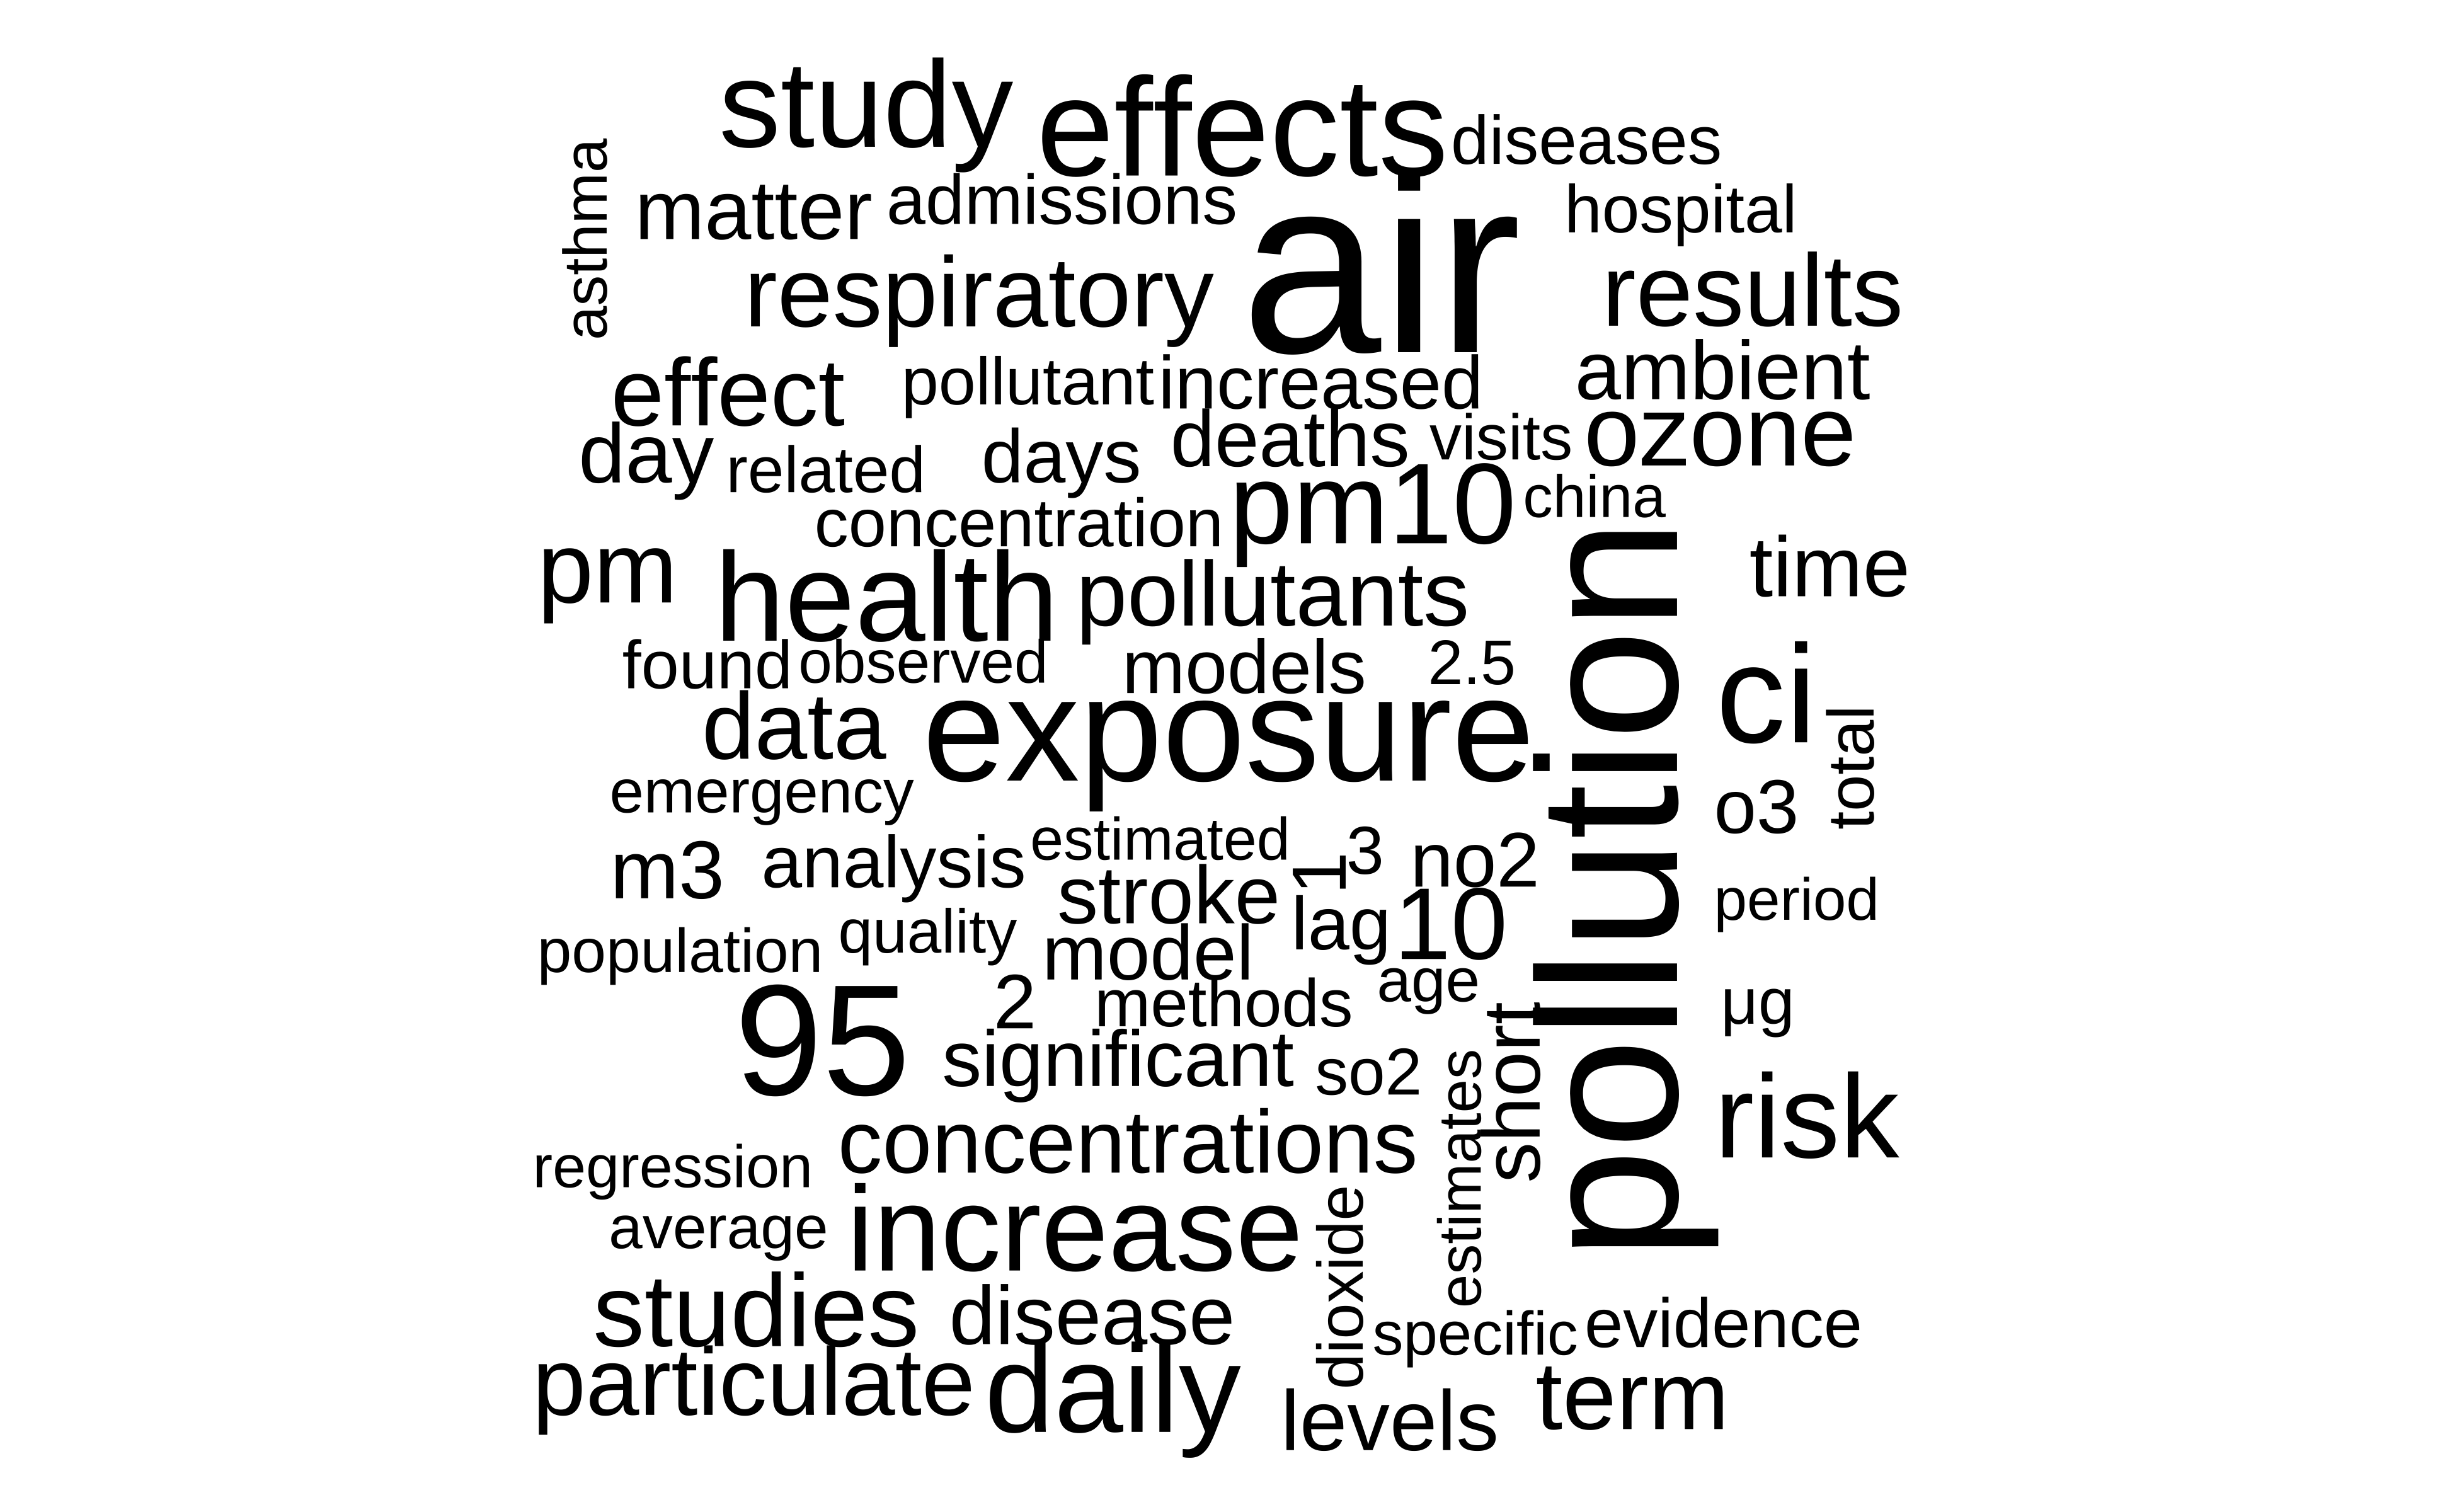 study effects diseases
asthma matter admissions air hospital
respiratory results
effect pollutant increased ambient
day related days deaths visits ozone
concentration pm10 china
pm health pollutants pollution time
found observed models 2.5 ci
data exposure total
emergency o3
m3 analysis estimated 1 3 no2
stroke lag 10 period
population quality model age
95 2 methods short µg
significant so2 estimates risk
regression concentrations
average increase dioxide
studies disease specific evidence
particulate daily levels term